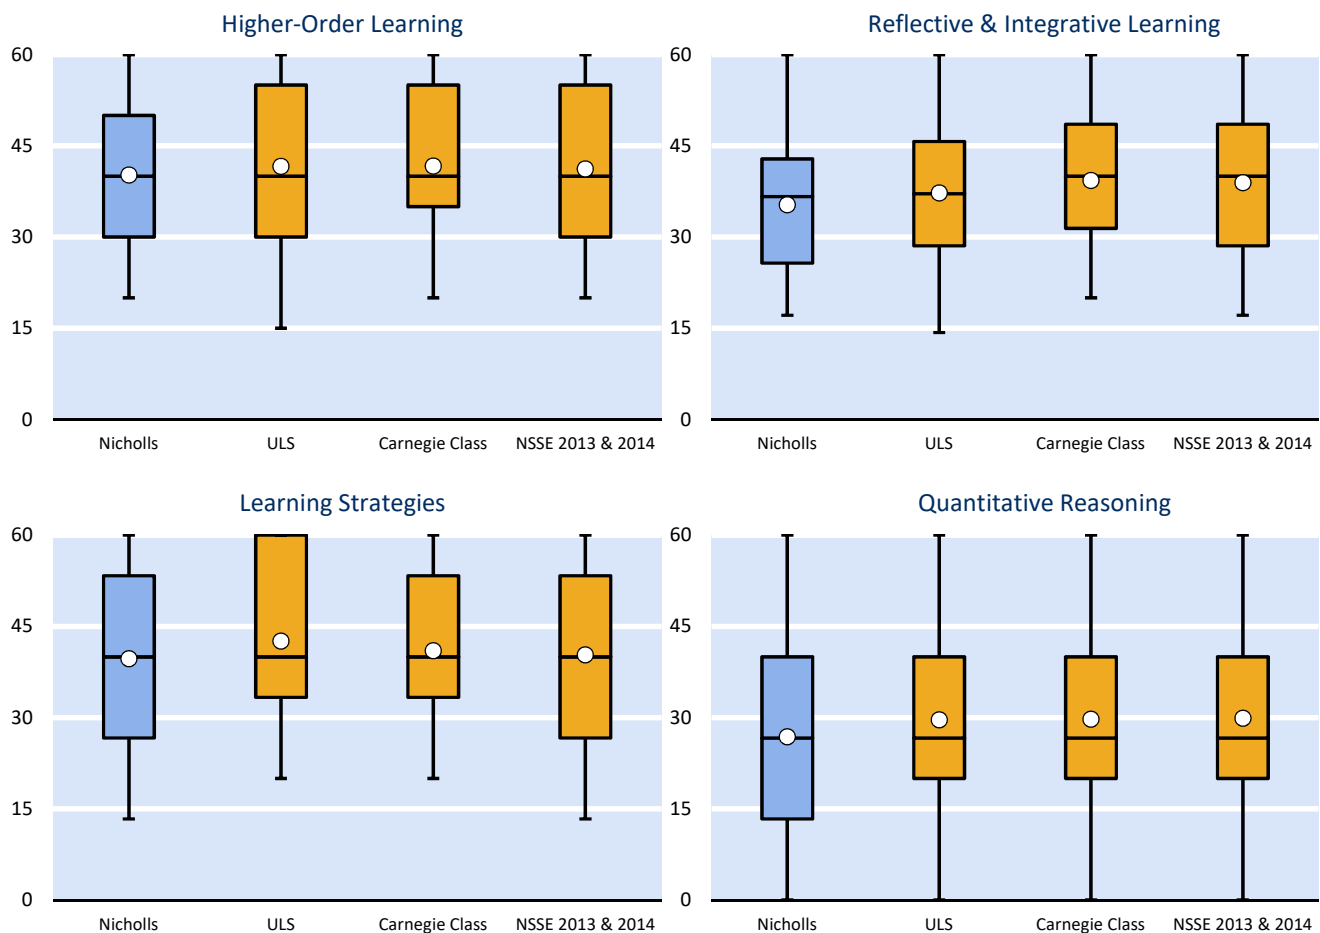 Higher-Order Learning
60
45
30
15
0
Nicholls ULS Carnegie Class NSSE 2013 & 2014
Reflective & Integrative Learning
60
45
30
15
0
Nicholls ULS Carnegie Class NSSE 2013 & 2014
Learning Strategies
60
45
30
15
0
Nicholls ULS Carnegie Class NSSE 2013 & 2014
Quantitative Reasoning
60
45
30
15
0
Nicholls ULS Carnegie Class NSSE 2013 & 2014